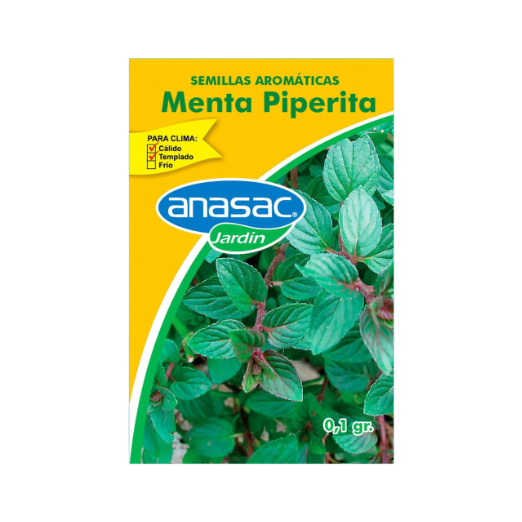 SEMILLAS AROMÁTICAS
Menta Piperita
PARA CLIMA:
Cálido
Templado
Frío
anasac®
Jardín
0,1 gr.